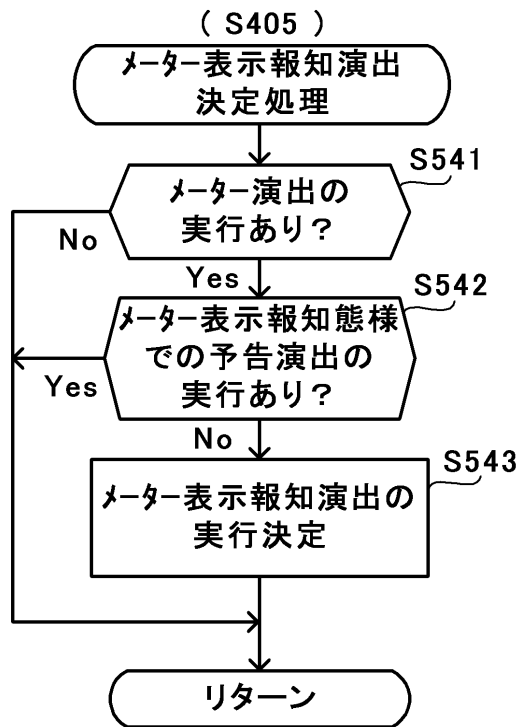 ( S405 )
メーター表示報知演出
決定処理
S541
メーター演出の
実行あり?
No
Yes
S542
メーター表示報知態様
での予告演出の
実行あり?
Yes
No
S543
メーター表示報知演出の
実行決定
リターン